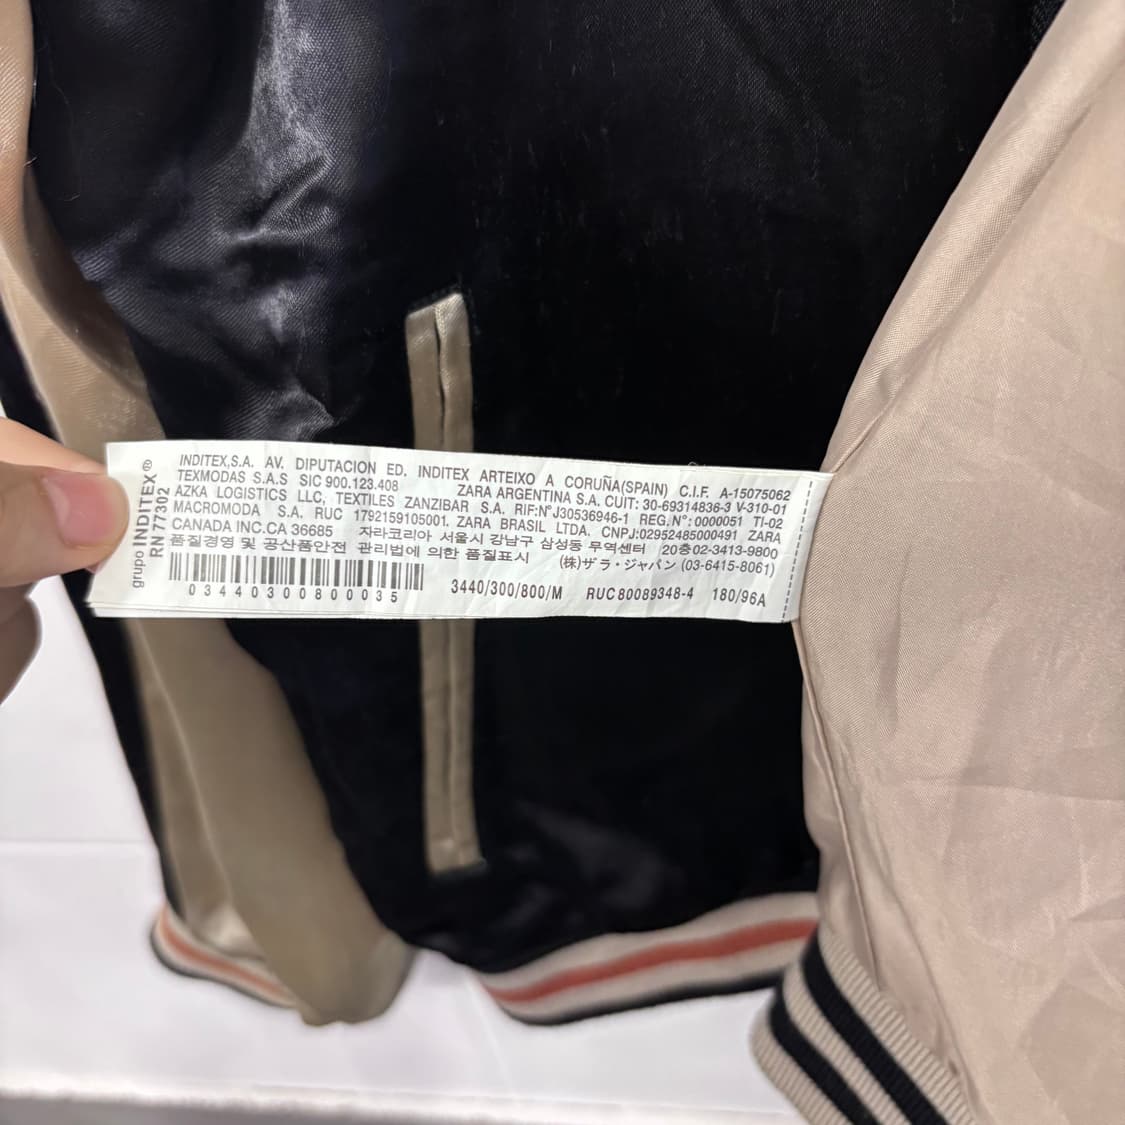 grupo INDITEX®
RN 77302
INDITEX,S.A. AV. DIPUTACION ED. INDITEX ARTEIXO A CORUÑA(SPAIN) C.I.F. A-15075062
TEXMODAS S.A.S SIC 900.123.408 ZARA ARGENTINA S.A. CUIT: 30-69314836-3 V-310-01
AZKA LOGISTICS LLC, TEXTILES ZANZIBAR S.A. RIF:Nº J30536946-1 REG.Nº: 0000051 TI-02
MACROMODA S.A. RUC 1792159105001. ZARA BRASIL LTDA. CNPJ:02952485000491 ZARA
CANADA INC.CA 36685 자라코리아 서울시 강남구 삼성동 무역센터 20층02-3413-9800
품질경영 및 공산품안전 관리법에 의한 품질표시 (株)ザラ・ジャパン (03-6415-8061)
03440300800035 3440/300/800/M RUC80089348-4 180/96A